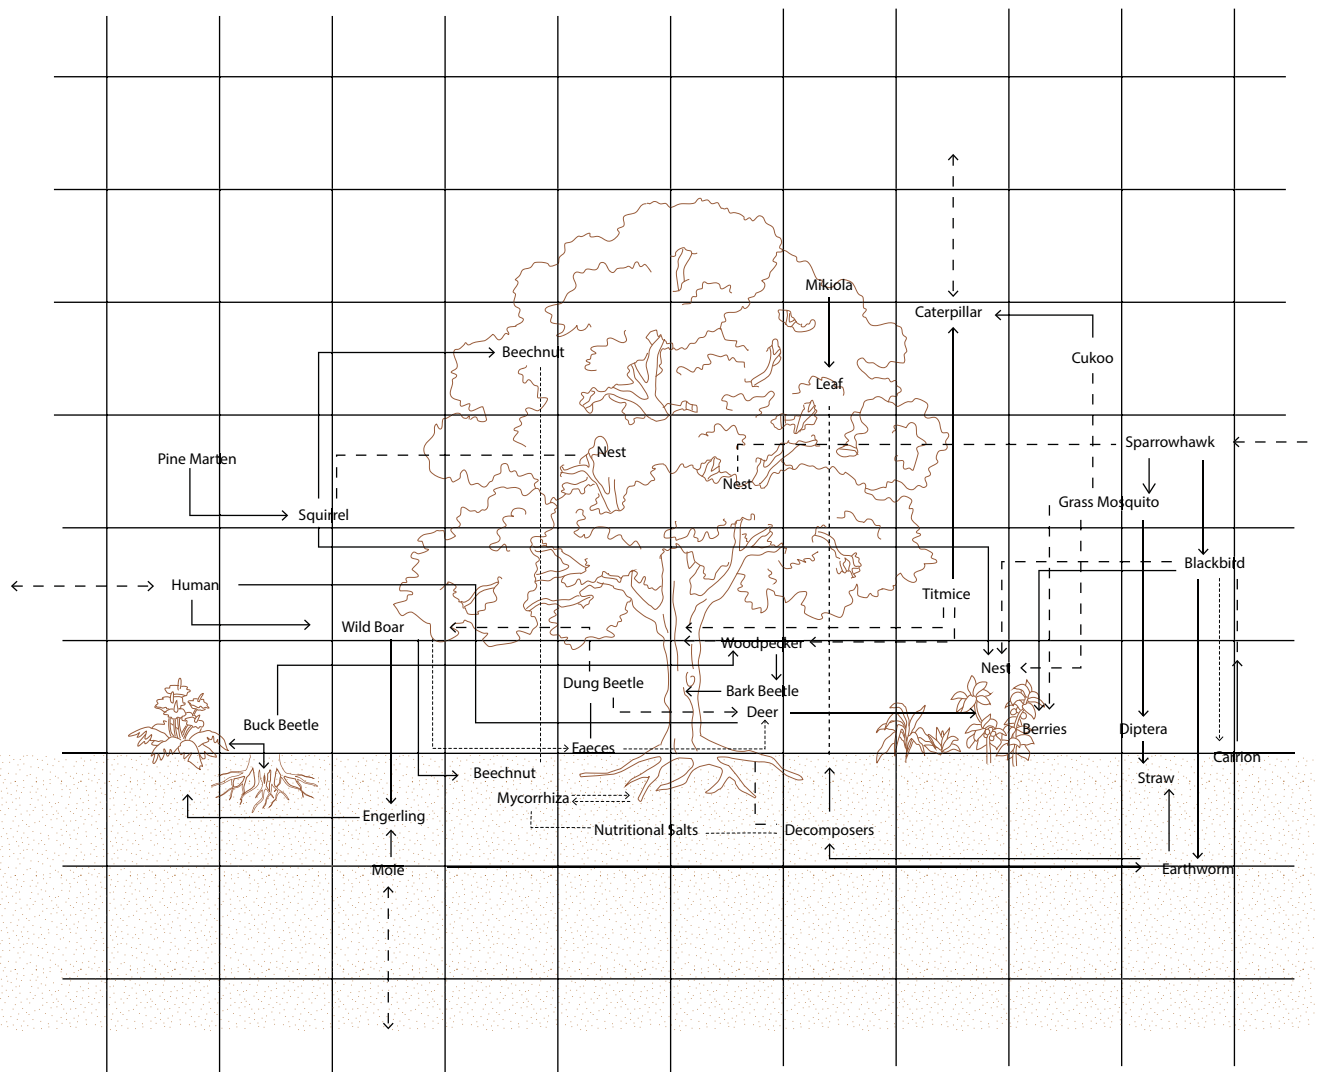 Mikiola
Caterpillar
Beechnut
Cukoo
Leaf
Sparrowhawk
Nest
Pine Marten
Nest
Grass Mosquito
Squirrel
Blackbird
Human
Titmice
Wild Boar
Woodpecker
Nest
Dung Beetle
Bark Beetle
Deer
Buck Beetle
Berries
Diptera
Faeces
Carrion
Beechnut
Straw
Mycorrhiza
Engerling
Nutritional Salts
Decomposers
Mole
Earthworm